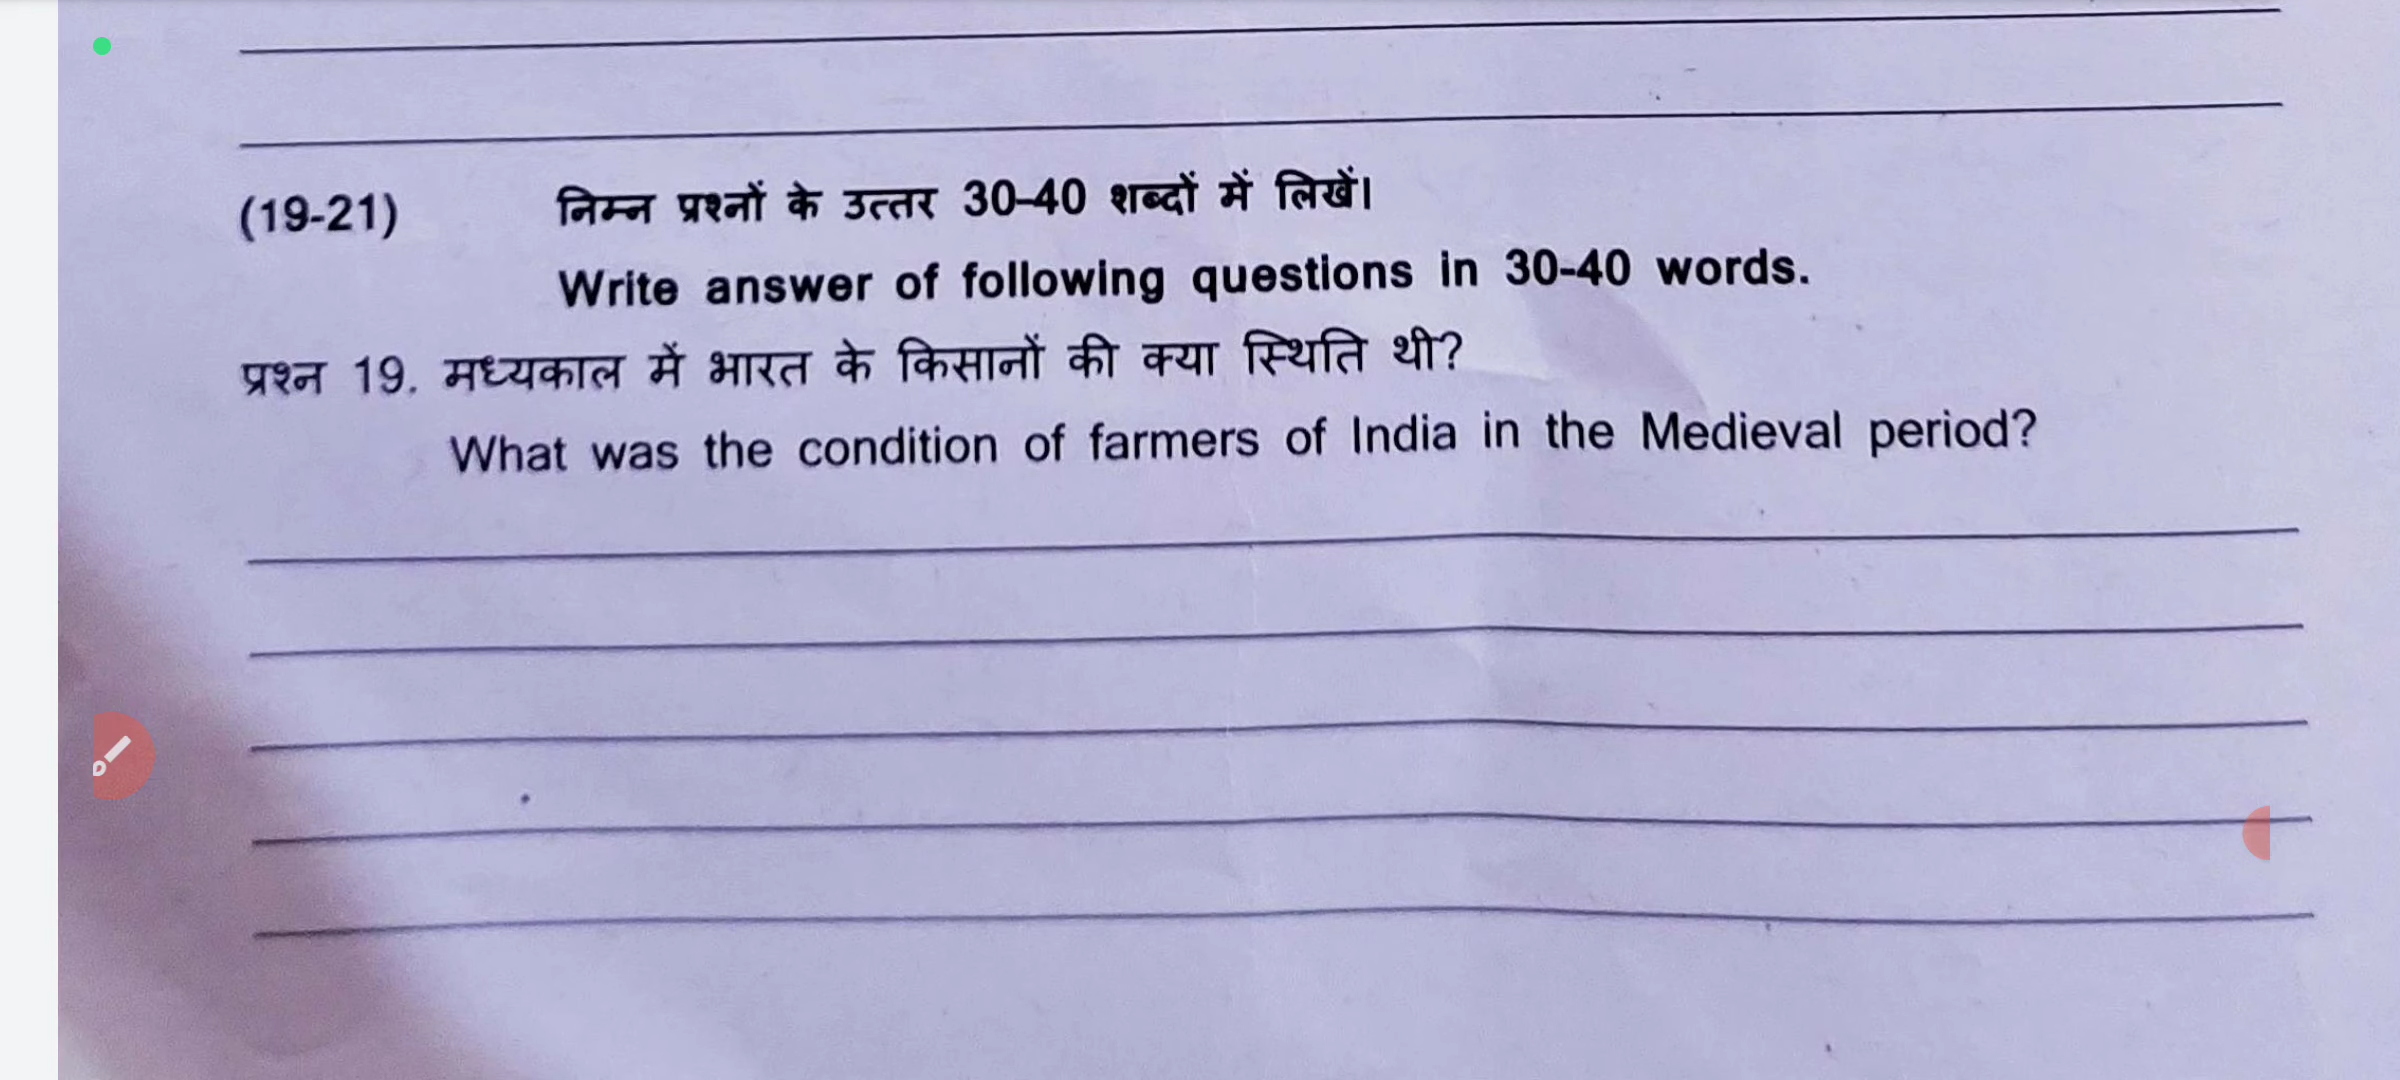 (19-21) निम्न प्रश्नों के उत्तर 30-40 शब्दों में लिखें।
Write answer of following questions in 30-40 words.
प्रश्न 19. मध्यकाल में भारत के किसानों की क्या स्थिति थी?
What was the condition of farmers of India in the Medieval period?